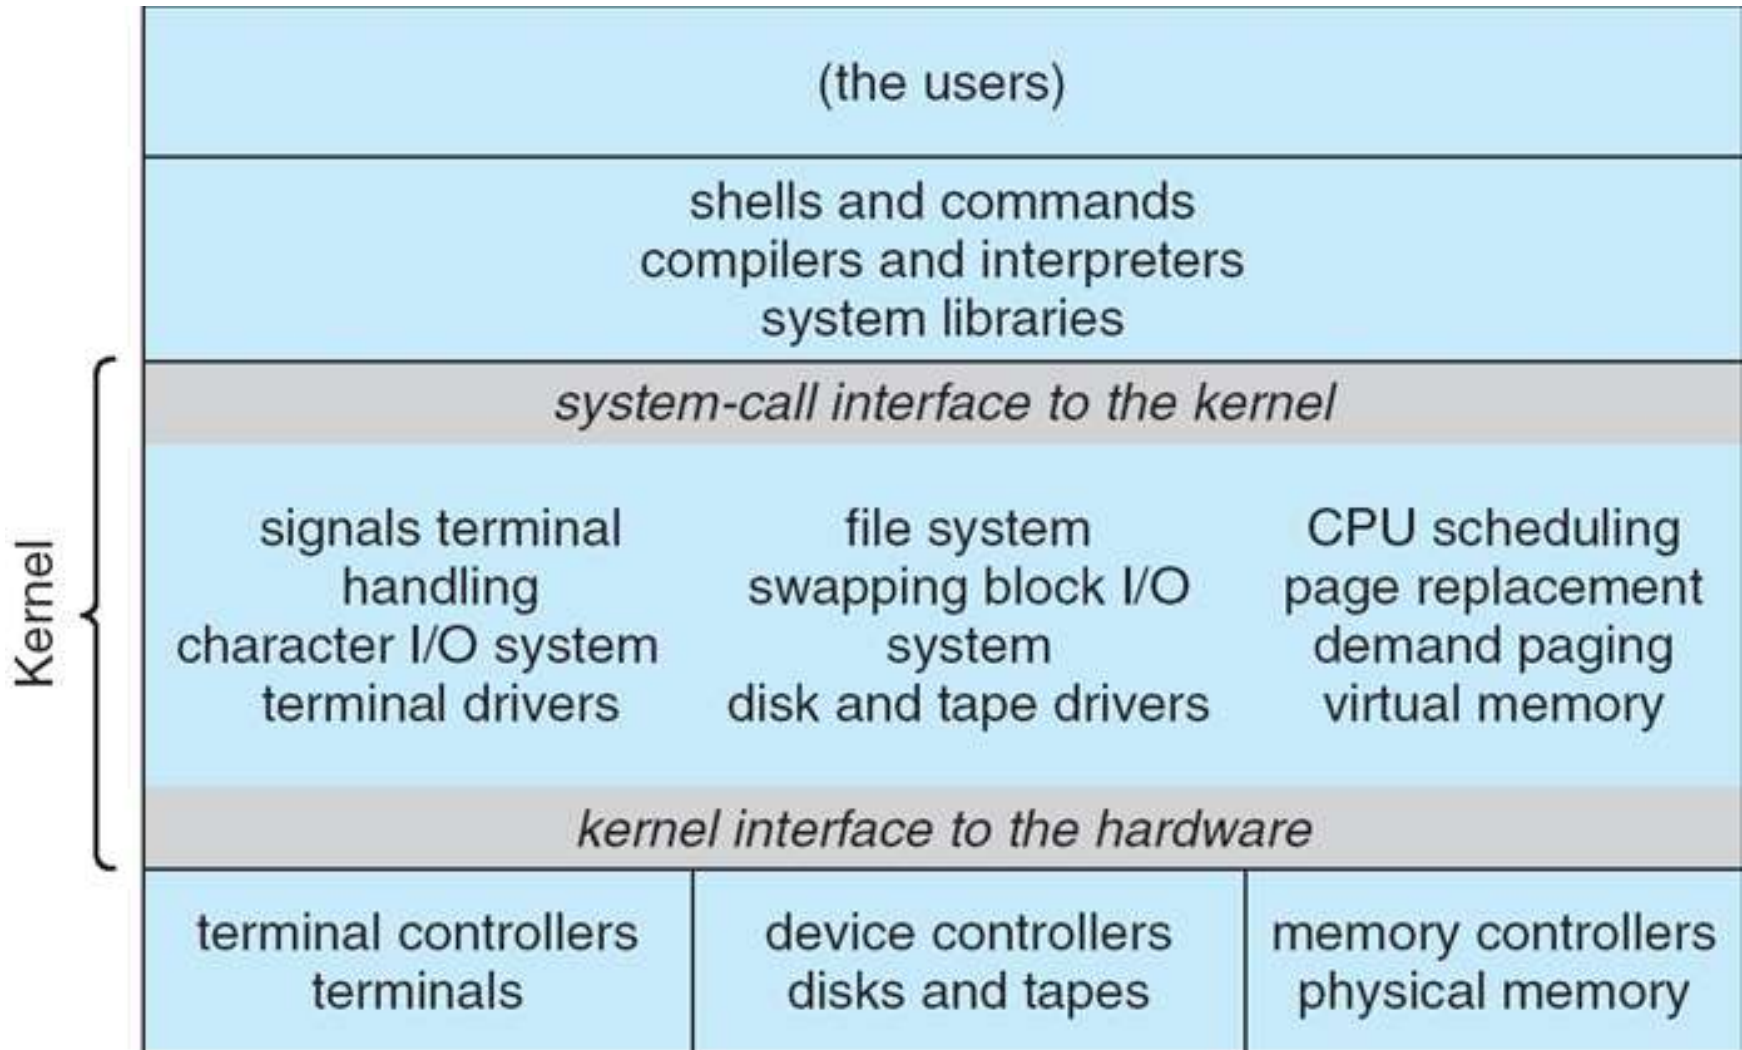 (the users)
shells and commands
compilers and interpreters
system libraries
Kernel
system-call interface to the kernel
signals terminal
handling
character I/O system
terminal drivers
file system
swapping block I/O
system
disk and tape drivers
CPU scheduling
page replacement
demand paging
virtual memory
kernel interface to the hardware
terminal controllers
terminals
device controllers
disks and tapes
memory controllers
physical memory